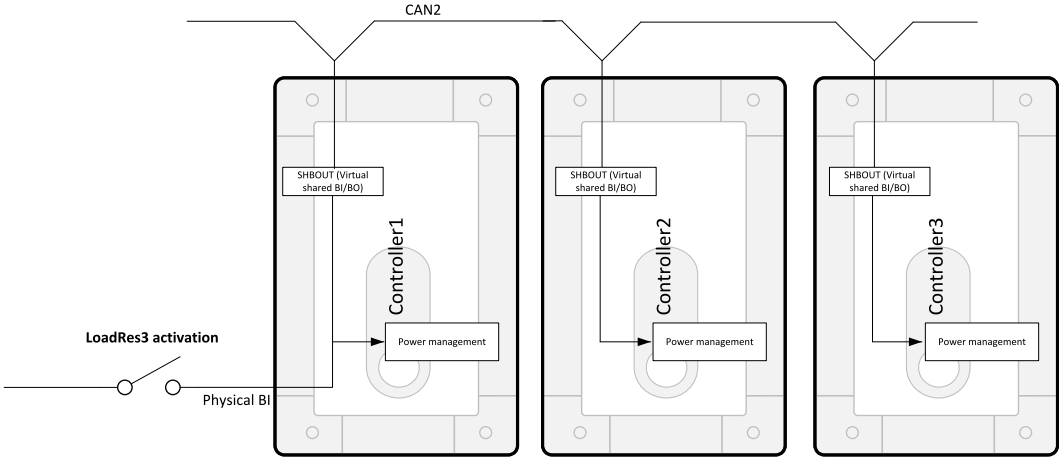 CAN2
SHBOUT (Virtual
shared BI/BO)
SHBOUT (Virtual
shared BI/BO)
SHBOUT (Virtual
shared BI/BO)
Controller1
Controller2
Controller3
LoadRes3 activation
Power management
Power management
Power management
Physical BI